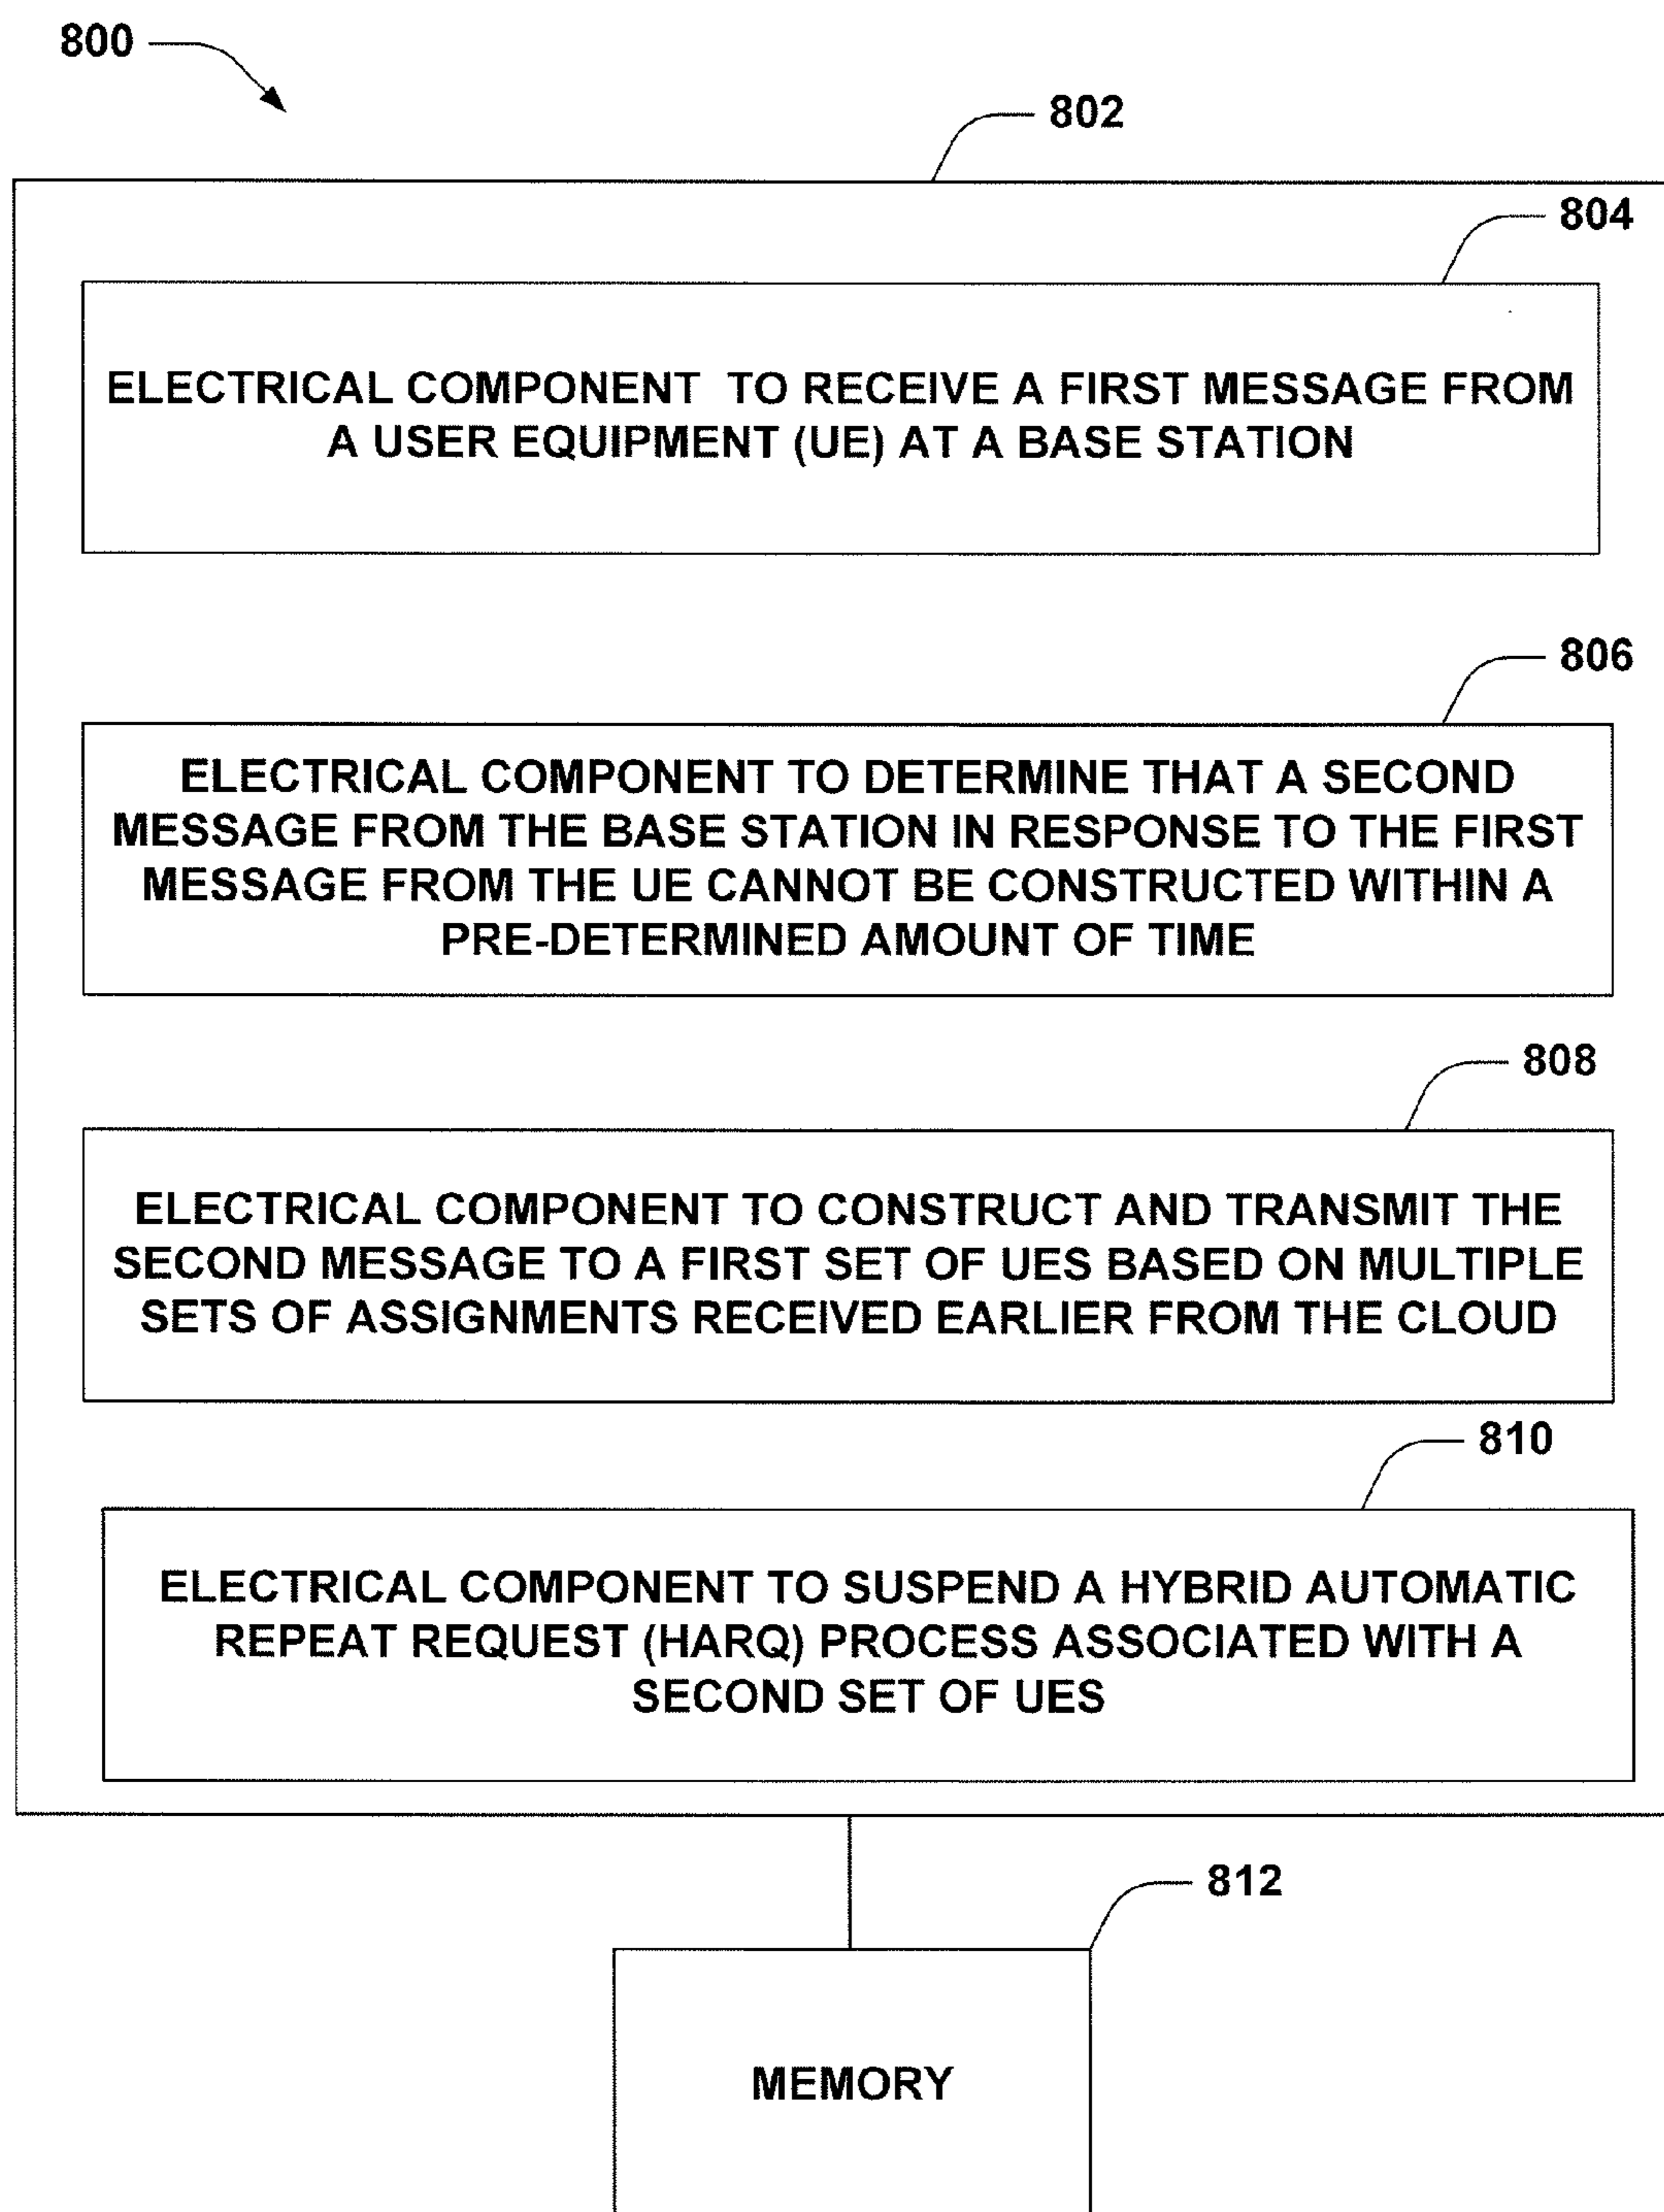 800
802
804
ELECTRICAL COMPONENT TO RECEIVE A FIRST MESSAGE FROM
A USER EQUIPMENT (UE) AT A BASE STATION
806
ELECTRICAL COMPONENT TO DETERMINE THAT A SECOND
MESSAGE FROM THE BASE STATION IN RESPONSE TO THE FIRST
MESSAGE FROM THE UE CANNOT BE CONSTRUCTED WITHIN A
PRE-DETERMINED AMOUNT OF TIME
808
ELECTRICAL COMPONENT TO CONSTRUCT AND TRANSMIT THE
SECOND MESSAGE TO A FIRST SET OF UES BASED ON MULTIPLE
SETS OF ASSIGNMENTS RECEIVED EARLIER FROM THE CLOUD
810
ELECTRICAL COMPONENT TO SUSPEND A HYBRID AUTOMATIC
REPEAT REQUEST (HARQ) PROCESS ASSOCIATED WITH A
SECOND SET OF UES
812
MEMORY